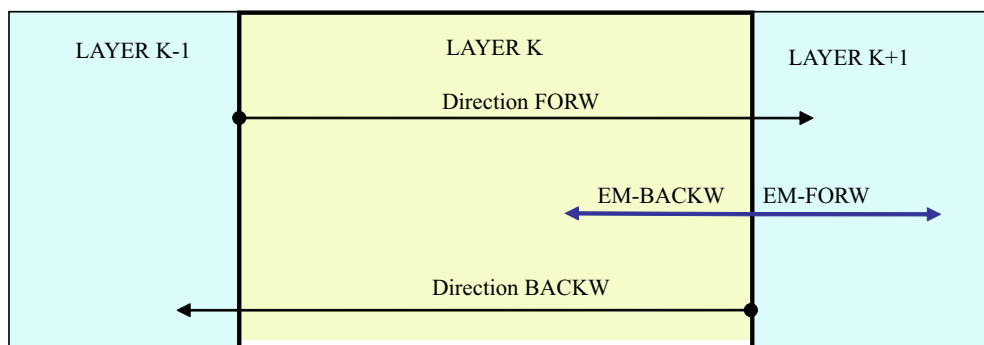 LAYER K-1
LAYER K
LAYER K+1
Direction FORW
EM-BACKW
EM-FORW
Direction BACKW